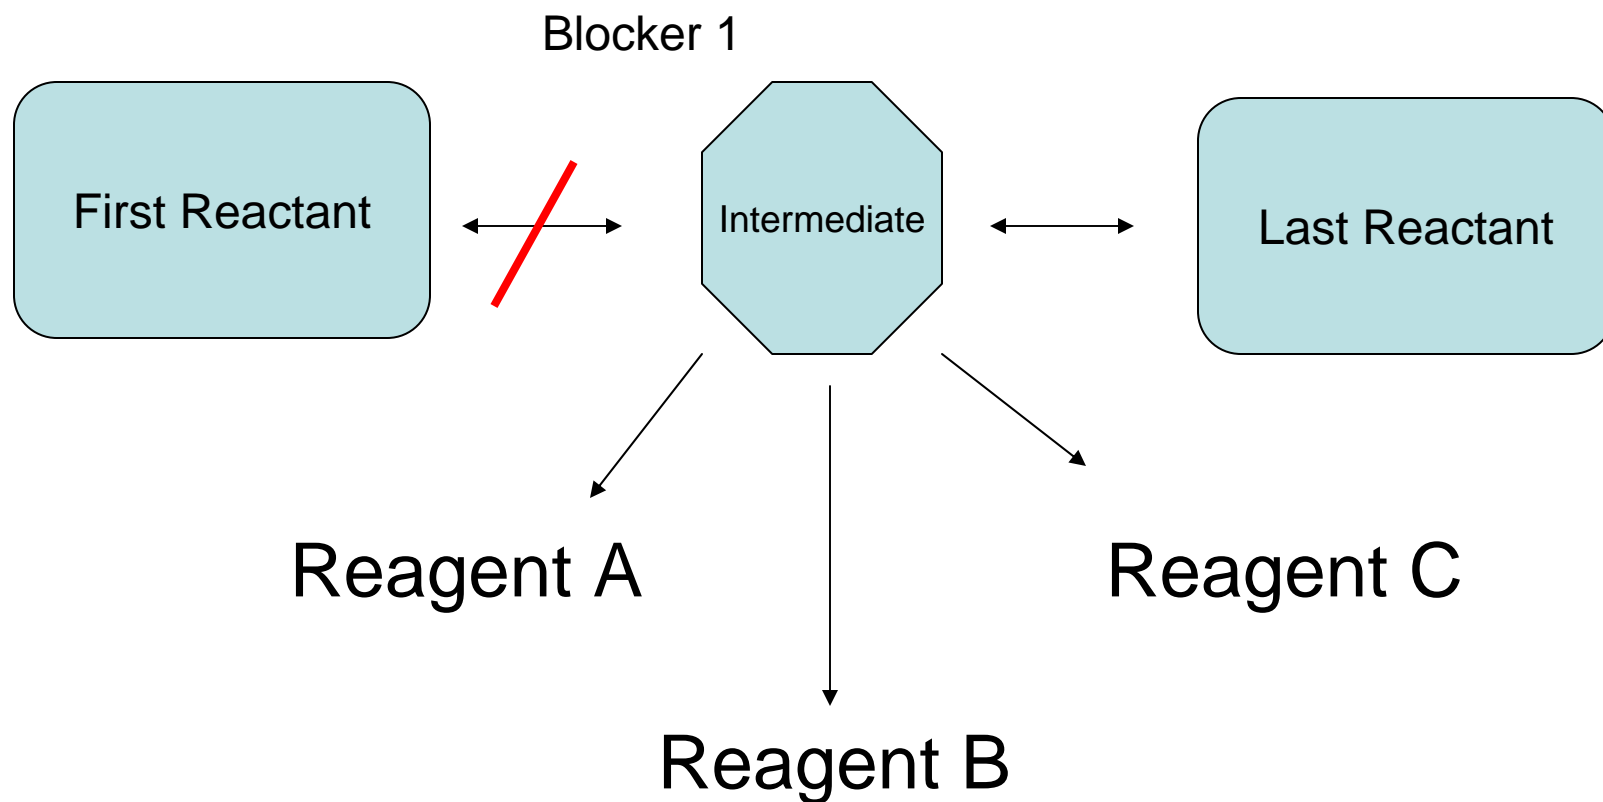 Blocker 1
First Reactant
Intermediate
Last Reactant
Reagent A
Reagent C
Reagent B